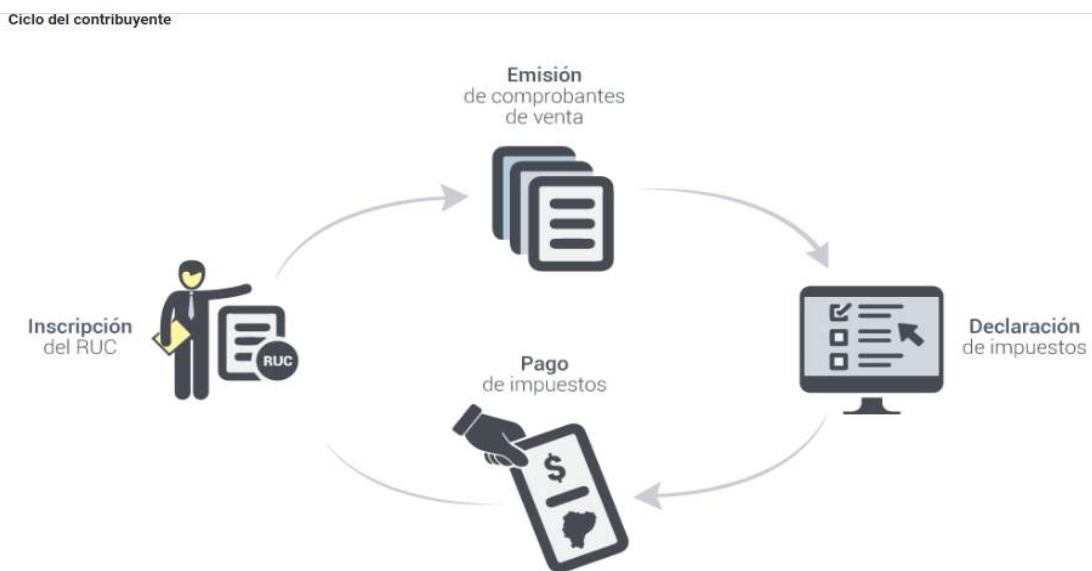 Ciclo del contribuyente
Emisión
de comprobantes
de venta
Inscripción
del RUC
RUC
Declaración
de impuestos
Pago
de impuestos
$